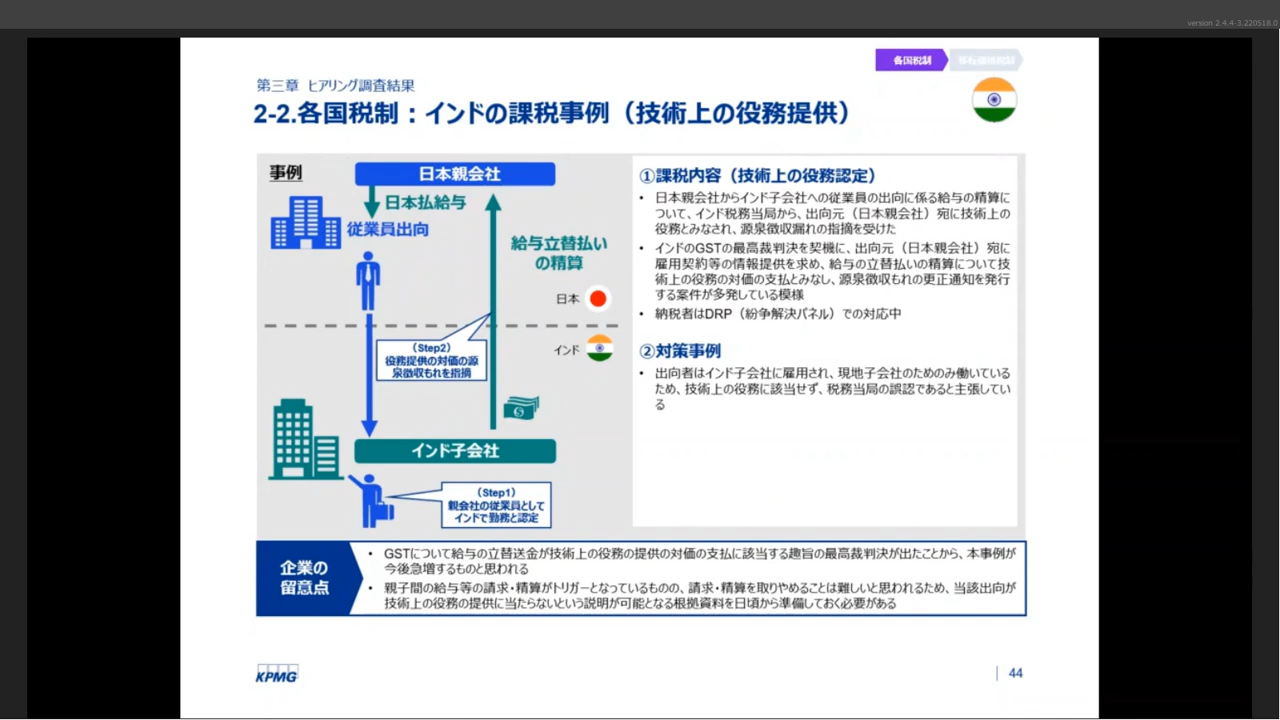 version 2.4.4-3.220518.0
各国税制
移転価格税制
第三章 ヒアリング調査結果
2-2.各国税制：インドの課税事例（技術上の役務提供）
事例
日本親会社
日本払給与
従業員出向
給与立替払い
の精算
日本
インド
（Step2）
役務提供の対価の源
泉徴収もれを指摘
インド子会社
（Step1）
親会社の従業員として
インドで勤務と認定
①課税内容（技術上の役務認定）
• 日本親会社からインド子会社への従業員の出向に係る給与の精算に
ついて、インド税務当局から、出向元（日本親会社）宛に技術上の
役務とみなされ、源泉徴収漏れの指摘を受けた
• インドのGSTの最高裁判決を契機に、出向元（日本親会社）宛に
雇用契約等の情報提供を求め、給与の立替払いの精算について技
術上の役務の対価の支払とみなし、源泉徴収もれの更正通知を発行
する案件が多発している模様
• 納税者はDRP（紛争解決パネル）での対応中
②対策事例
• 出向者はインド子会社に雇用され、現地子会社のためのみ働いている
ため、技術上の役務に該当せず、税務当局の誤認であると主張してい
る
企業の
留意点
• GSTについて給与の立替送金が技術上の役務の提供の対価の支払に該当する趣旨の最高裁判決が出たことから、本事例が
今後急増するものと思われる
• 親子間の給与等の請求・精算がトリガーとなっているものの、請求・精算を取りやめることは難しいと思われるため、当該出向が
技術上の役務の提供に当たらないという説明が可能となる根拠資料を日頃から準備しておく必要がある
KPMG
44